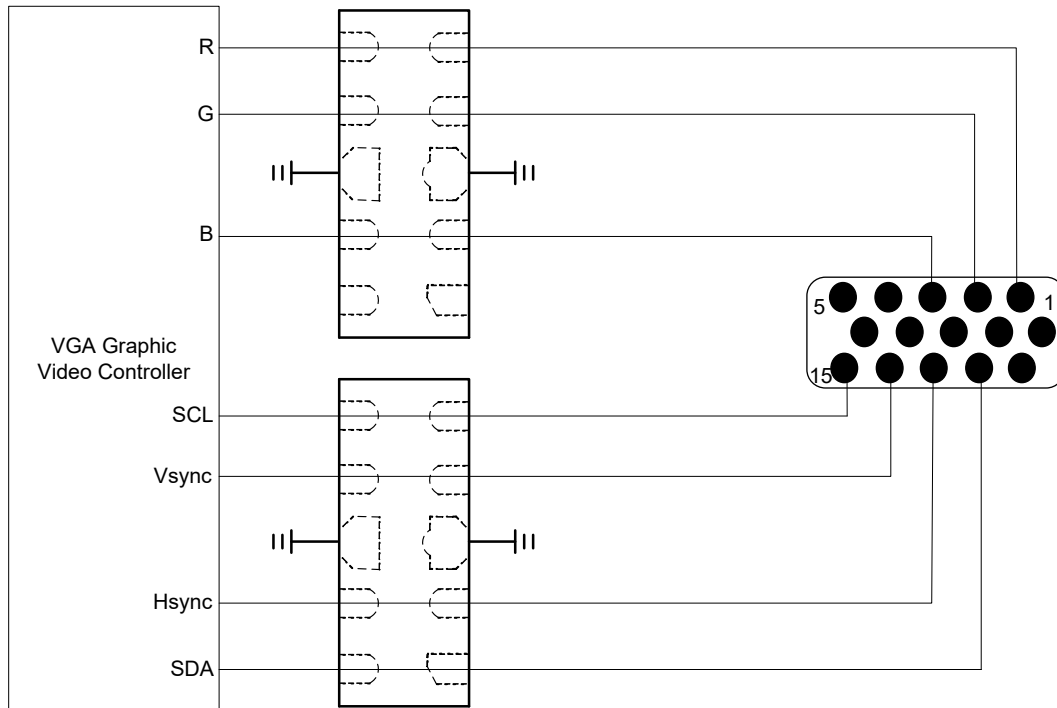 R
G
B
5
1
VGA Graphic
Video Controller
15
SCL
Vsync
Hsync
SDA